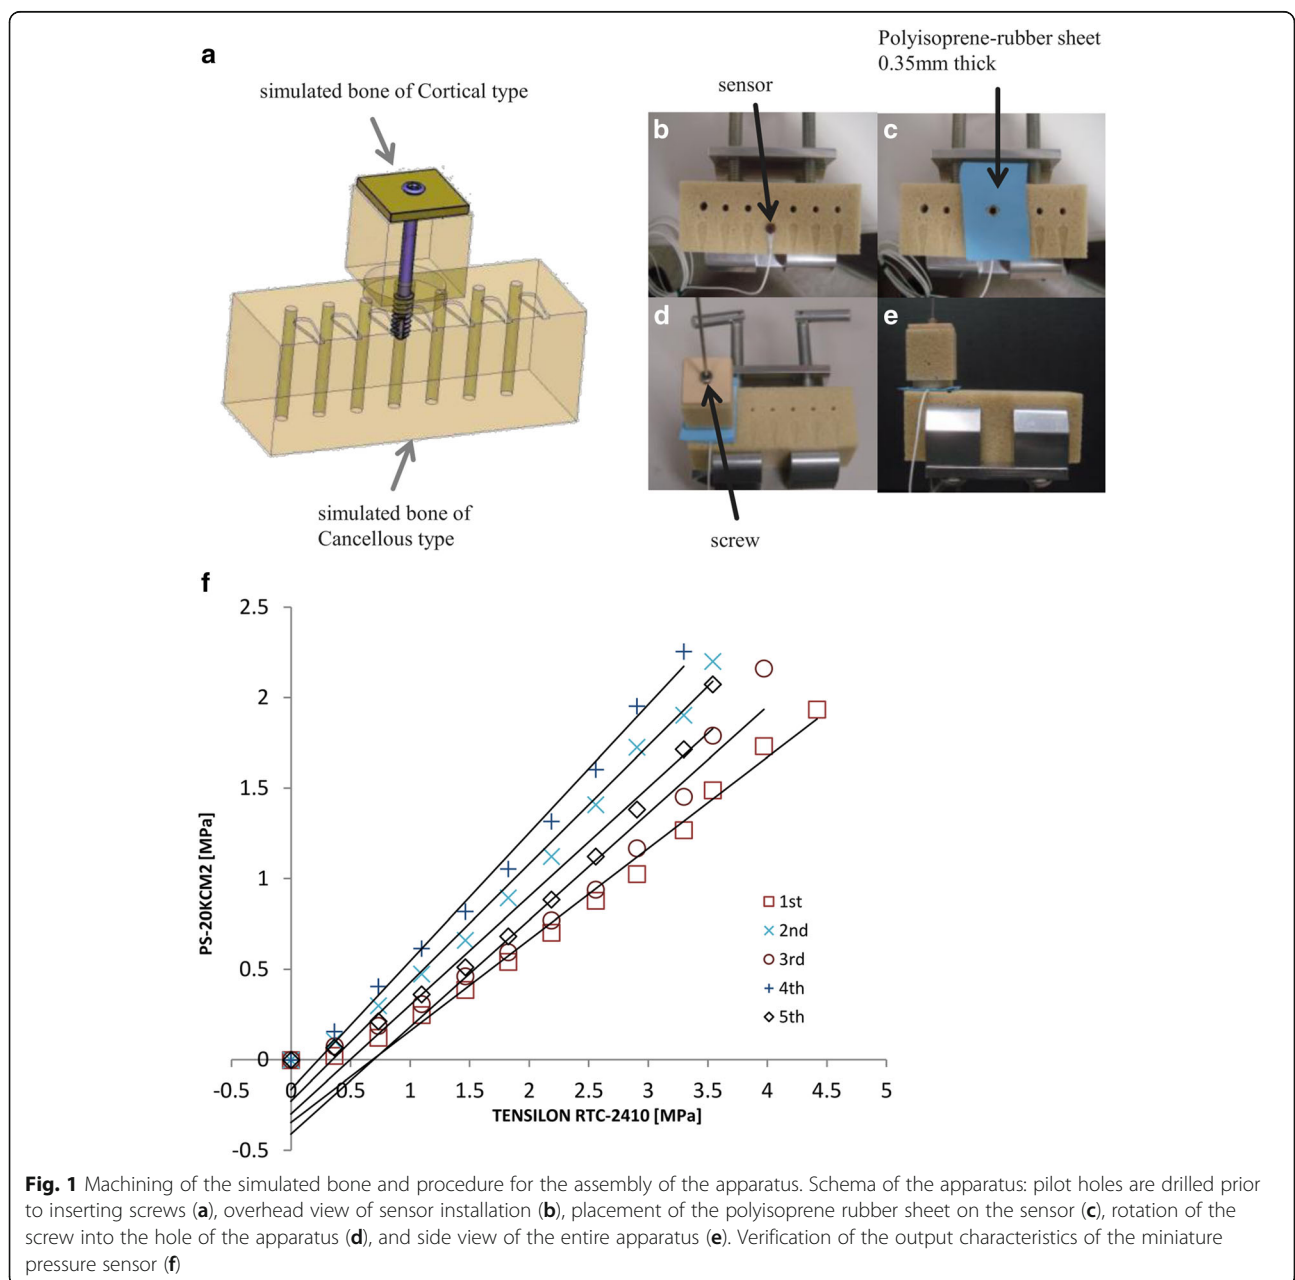 a
simulated bone of Cortical type
simulated bone of
Cancellous type
sensor
Polyisoprene-rubber sheet
0.35mm thick
b
c
d
e
screw
f
2.5
2
1.5
1
0.5
0
-0.5
-0.5 0 0.5 1 1.5 2 2.5 3 3.5 4 4.5 5
PS-20KCM2 [MPa]
TENSILON RTC-2410 [MPa]
1st
2nd
3rd
4th
5th
Fig. 1 Machining of the simulated bone and procedure for the assembly of the apparatus. Schema of the apparatus: pilot holes are drilled prior
to inserting screws (a), overhead view of sensor installation (b), placement of the polyisoprene rubber sheet on the sensor (c), rotation of the
screw into the hole of the apparatus (d), and side view of the entire apparatus (e). Verification of the output characteristics of the miniature
pressure sensor (f)